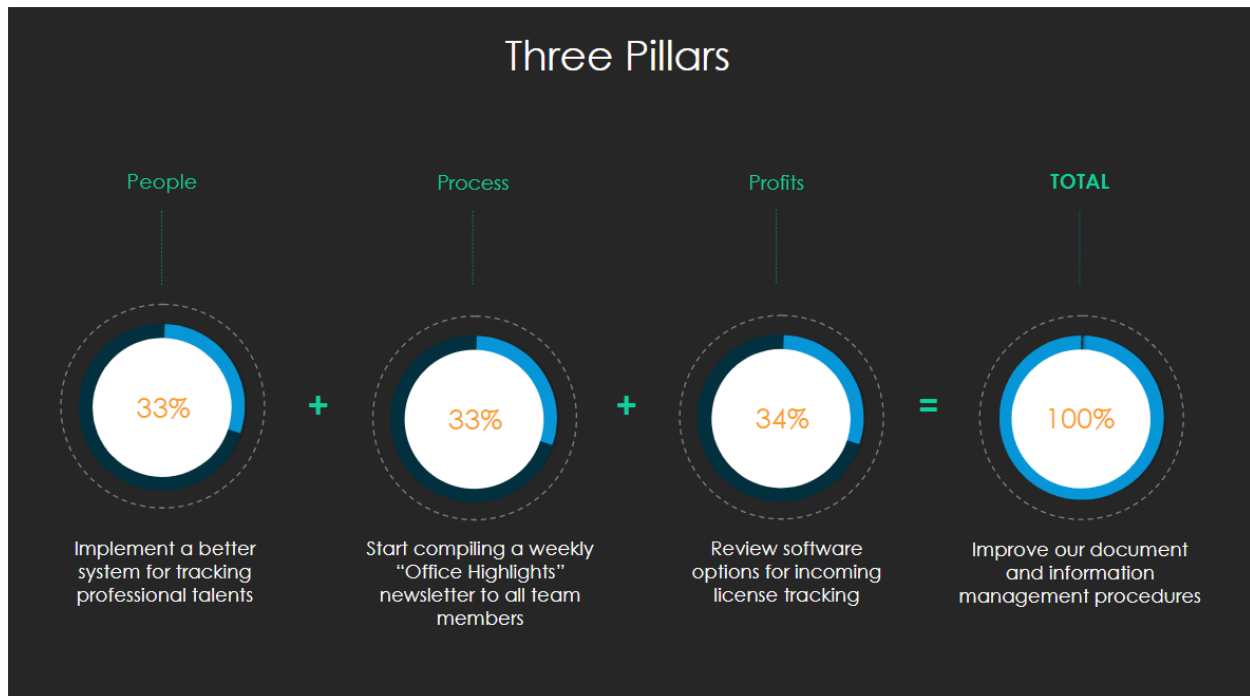 Three Pillars
People
Process
Profits
TOTAL
33%
+
33%
+
34%
=
100%
Implement a better
system for tracking
professional talents
Start compiling a weekly
“Office Highlights”
newsletter to all team
members
Review software
options for incoming
license tracking
Improve our document
and information
management procedures